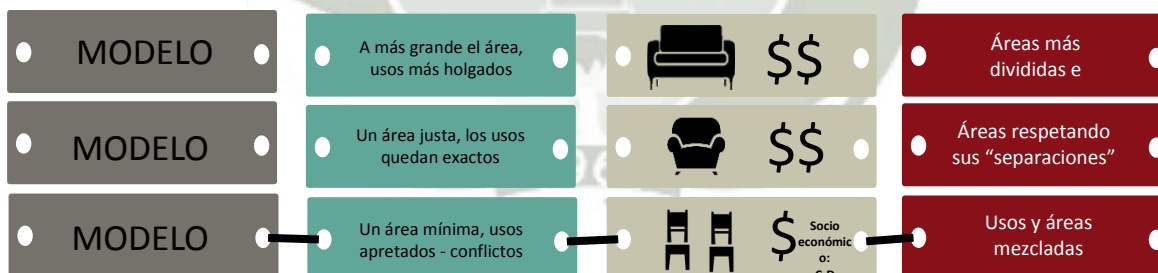 MODELO
A más grande el área,
usos más holgados
$$
Áreas más
divididas e
MODELO
Un área justa, los usos
quedan exactos
$$
Áreas respetando
sus “separaciones”
MODELO
Un área mínima, usos
apretados - conflictos
$
Socio
económic
o:
Usos y áreas
mezcladas